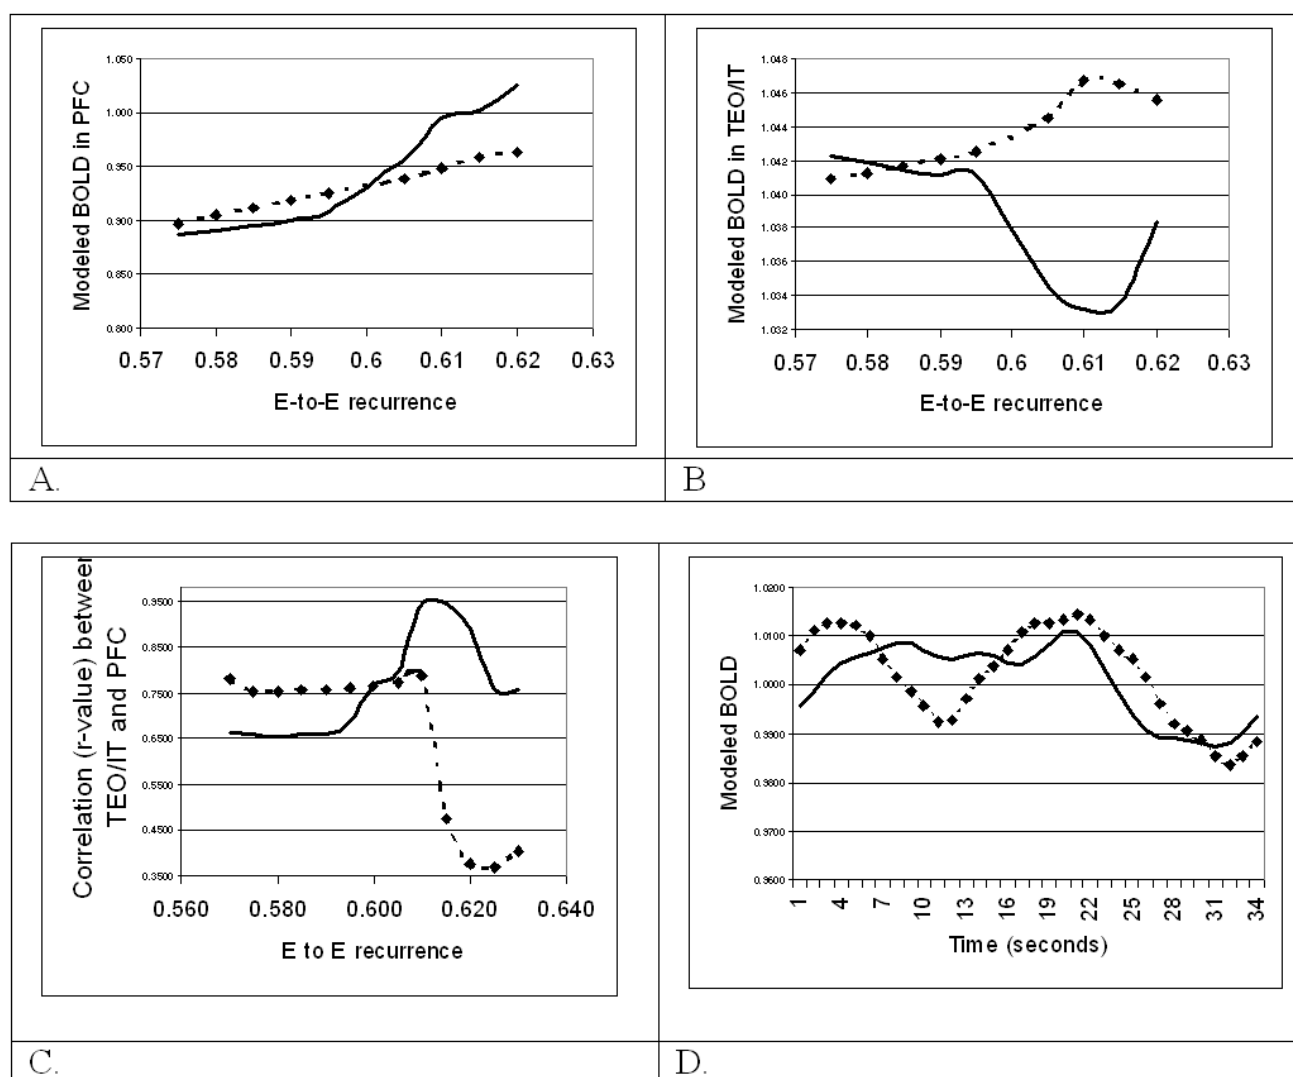 Modeled BOLD in PFC
1.050
1.000
0.950
0.900
0.850
0.800
0.57 0.58 0.59 0.6 0.61 0.62 0.63
E-to-E recurrence
A.
Modeled BOLD in TEO/IT
1.048
1.046
1.044
1.042
1.040
1.038
1.036
1.034
1.032
0.57 0.58 0.59 0.6 0.61 0.62 0.63
E-to-E recurrence
B
Correlation (r-value) between
TEO/IT and PFC
0.9500
0.8500
0.7500
0.6500
0.5500
0.4500
0.3500
0.560 0.580 0.600 0.620 0.640
E to E recurrence
C.
Modeled BOLD
1.0200
1.0100
1.0000
0.9900
0.9800
0.9700
0.9600
1 4 7 10 13 16 19 22 25 28 31 34
Time (seconds)
D.